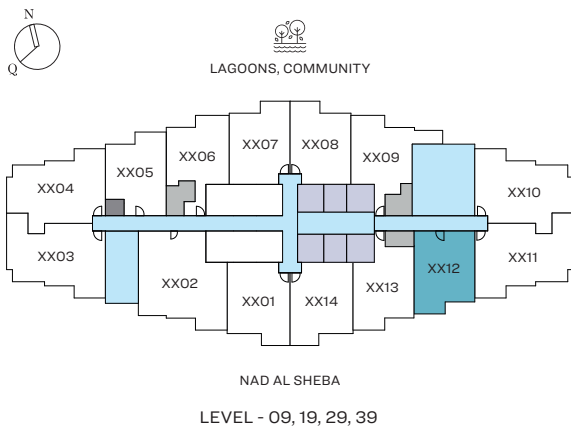 N
Q
LAGOONS, COMMUNITY
XX07 XX08
XX06 XX09
XX05
XX04 XX10
XX03 XX11
XX12
XX02 XX13
XX01 XX14
NAD AL SHEBA
LEVEL - 09, 19, 29, 39